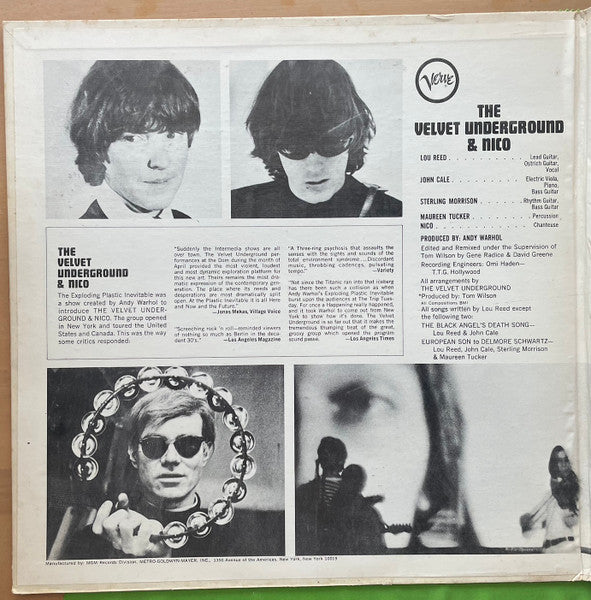 Verve
THE
VELVET UNDERGROUND
& NICO
LOU REED . . . . . . . . . . . Lead Guitar,
Ostrich Guitar,
Vocal
JOHN CALE . . . . . . . . . Electric Viola,
Piano,
Bass Guitar
STERLING MORRISON . . Rhythm Guitar,
Bass Guitar
MAUREEN TUCKER . . . . . . Percussion
NICO . . . . . . . . . . . . . . . Chanteuse
PRODUCED BY: ANDY WARHOL
Edited and Remixed under the Supervision of
Tom Wilson by Gene Radice & David Greene
Recording Engineers: Omi Haden—
T.T.G. Hollywood
All arrangements by
THE VELVET UNDERGROUND
*Produced by: Tom Wilson
All Compositions BMI
All songs written by Lou Reed except
the following:
THE BLACK ANGEL'S DEATH SONG—
Lou Reed & John Cale
EUROPEAN SON to DELMORE SCHWARTZ—
Lou Reed, John Cale, Sterling Morrison
& Maureen Tucker
THE
VELVET
UNDERGROUND
& NICO
The Exploding Plastic Inevitable was
a show created by Andy Warhol to
introduce THE VELVET UNDER-
GROUND & NICO. The group opened
in New York and toured the United
States and Canada. This was the way
some critics responded:
"Suddenly the Intermedia shows are all
over town. The Velvet Underground per-
formances at the Dom during the month of
April provided the most violent, loudest
and most dynamic exploration platform for
this new art. Theirs remains the most dra-
matic expression of the contemporary gen-
eration. The place where its needs and
desperations are most dramatically split
open. At the Plastic Inevitable it is all Here
and Now and the Future."
—Jonas Mekas, Village Voice
"Screeching rock 'n roll—reminded viewers
of nothing so much as Berlin in the deca-
dent 30's."
—Los Angeles Magazine
"A Three-ring psychosis that assaults the
senses with the sights and sounds of the
total environment syndrome . . . Discordant
music, throbbing cadences, pulsating
tempo."
—Variety
"Not since the Titanic ran into that iceberg
has there been such a collision as when
Andy Warhol's Exploding Plastic Inevitable
burst upon the audiences at The Trip Tues-
day. For once a Happening really happened,
and it took Warhol to come out from New
York to show how it's done. The Velvet
Underground is so far out that it makes the
tremendous thumping beat of the great,
groovy group which opened the program
sound passe.
—Los Angeles Times
Manufactured by: MGM Records Division, METRO-GOLDWYN-MAYER, INC., 1350 Avenue of the Americas, New York, New York 10019